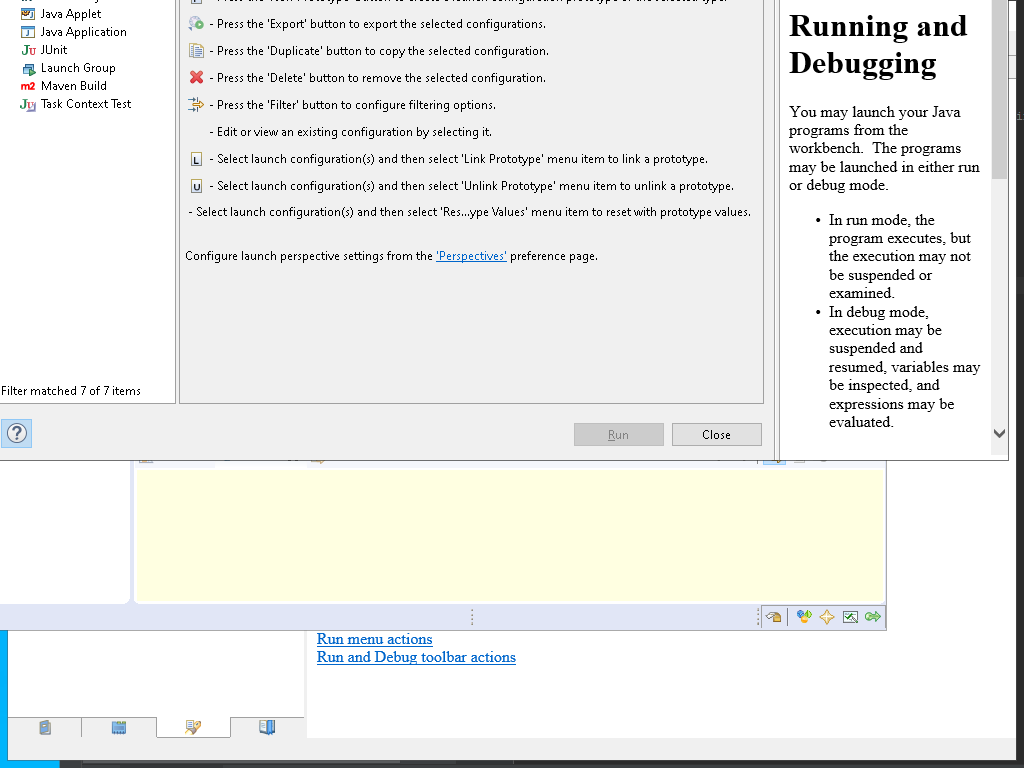 Java Applet
Java Application
JUnit
Launch Group
Maven Build
Task Context Test
Filter matched 7 of 7 items
- Press the 'Export' button to export the selected configurations.
- Press the 'Duplicate' button to copy the selected configuration.
- Press the 'Delete' button to remove the selected configuration.
- Press the 'Filter' button to configure filtering options.
- Edit or view an existing configuration by selecting it.
- Select launch configuration(s) and then select 'Link Prototype' menu item to link a prototype.
- Select launch configuration(s) and then select 'Unlink Prototype' menu item to unlink a prototype.
- Select launch configuration(s) and then select 'Res...ype Values' menu item to reset with prototype values.
Configure launch perspective settings from the 'Perspectives' preference page.
Run
Close
Running and
Debugging
You may launch your Java
programs from the
workbench. The programs
may be launched in either run
or debug mode.
• In run mode, the
program executes, but
the execution may not
be suspended or
examined.
• In debug mode,
execution may be
suspended and
resumed, variables may
be inspected, and
expressions may be
evaluated.
Run menu actions
Run and Debug toolbar actions